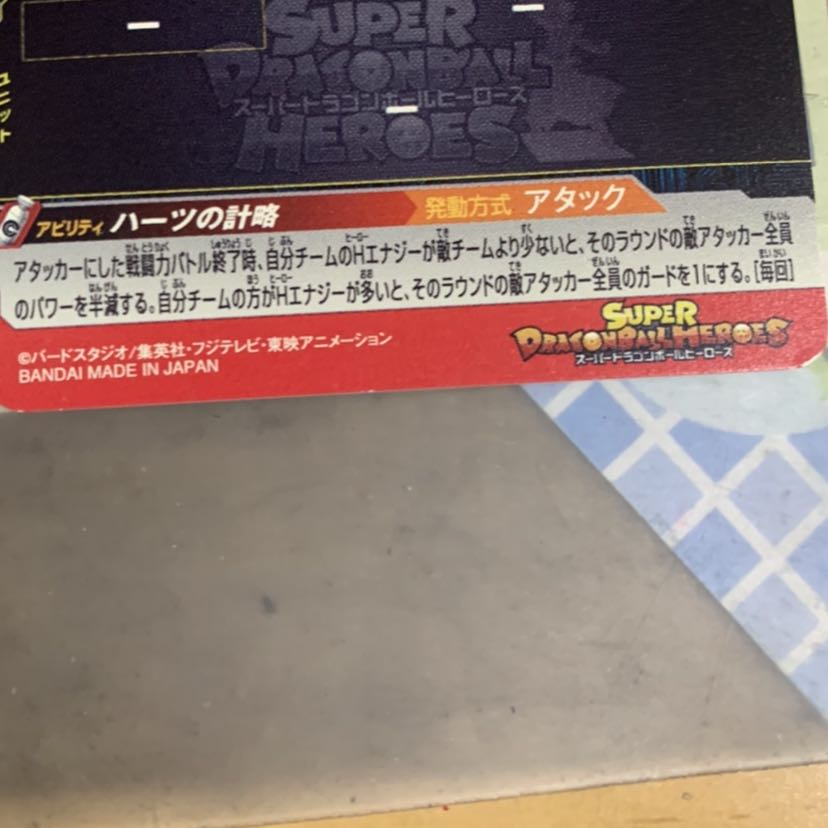 ユニット
SUPER
DRAGONBALL
スーパードラゴンボールヒーローズ
HEROES
アビリティ ハーツの計略 発動方式 アタック
アタッカーにした戦闘力バトル終了時、自分チームのHエナジーが敵チームより少ないと、そのラウンドの敵アタッカー全員
のパワーを半減する。自分チームの方がHエナジーが多いと、そのラウンドの敵アタッカー全員のガードを1にする。[毎回]
©バードスタジオ/集英社・フジテレビ・東映アニメーション
BANDAI MADE IN JAPAN
SUPER
DRAGONBALL HEROES
スーパードラゴンボールヒーローズ